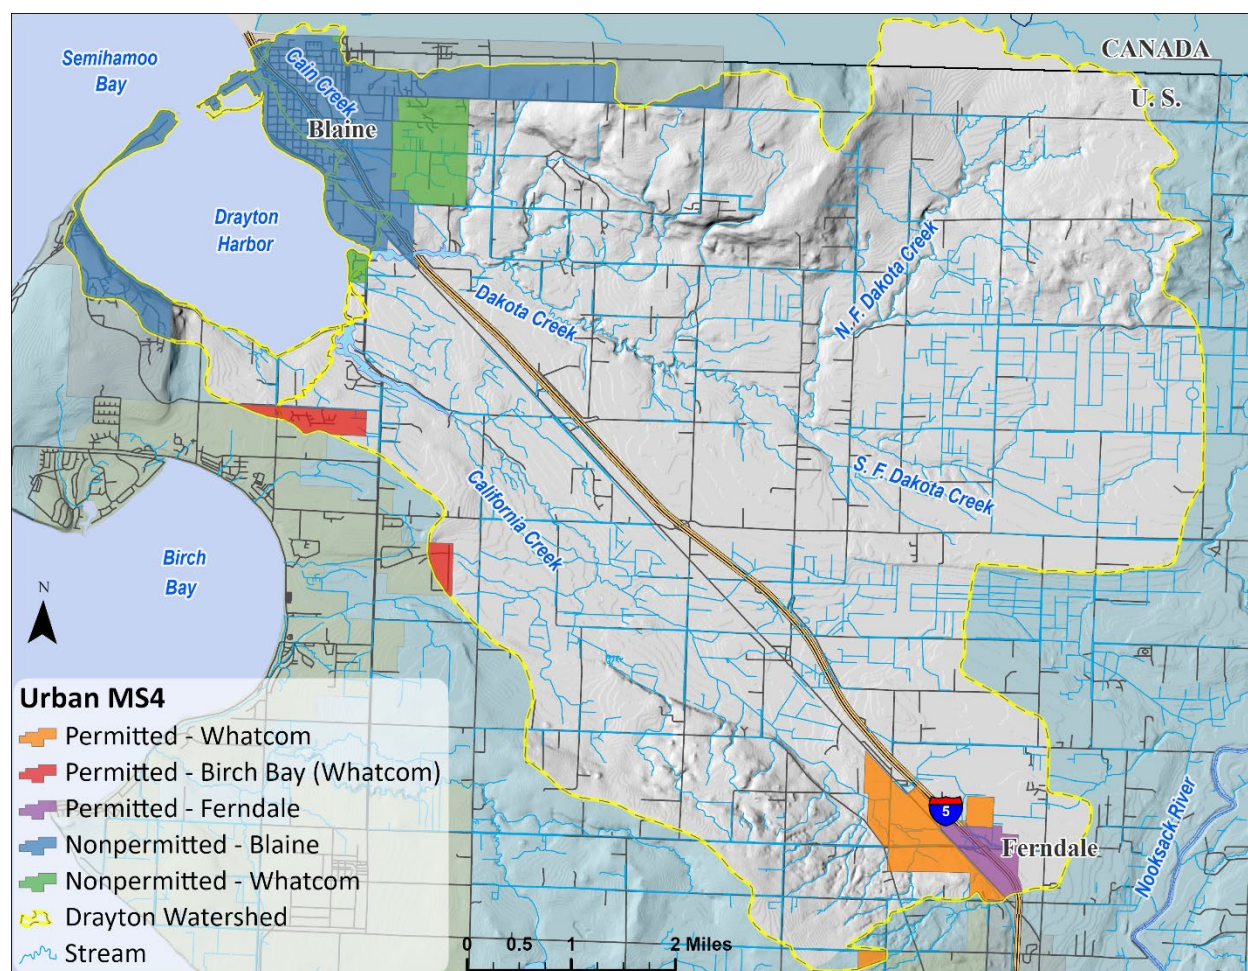 CANADA
U. S.
Semihamoo
Bay
Cain Creek
Blaine
Drayton
Harbor
N. F. Dakota Creek
Dakota Creek
S. F. Dakota Creek
California Creek
Birch
Bay
N
Urban MS4
Permitted - Whatcom
Permitted - Birch Bay (Whatcom)
Permitted - Ferndale
Nonpermitted - Blaine
Nonpermitted - Whatcom
Drayton Watershed
Stream
5
Ferndale
Nooksack River
0 0.5 1 2 Miles